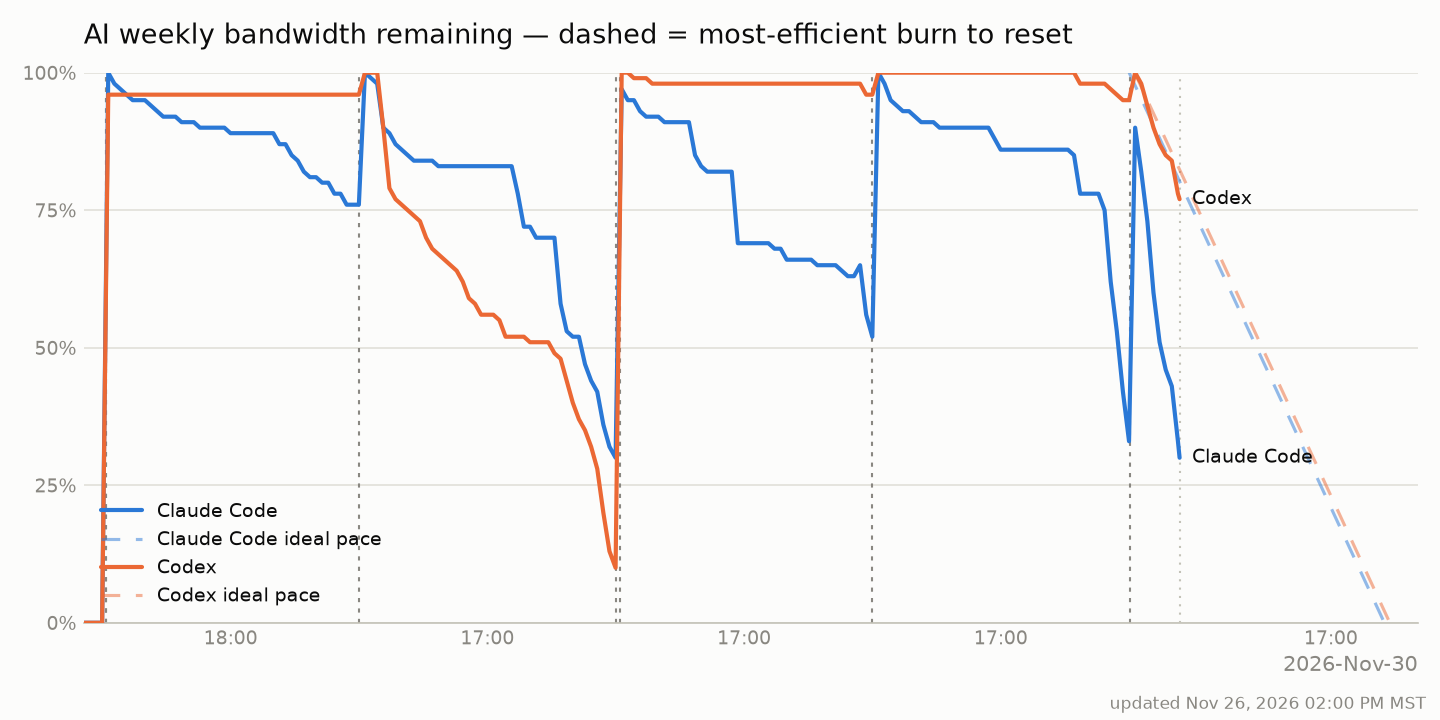 AI weekly bandwidth remaining — dashed = most-efficient burn to reset
100%
75%
50%
25%
0%
Codex
Claude Code
Claude Code
Claude Code ideal pace
Codex
Codex ideal pace
18:00 17:00 17:00 17:00 17:00
2026-Nov-30
updated Nov 26, 2026 02:00 PM MST